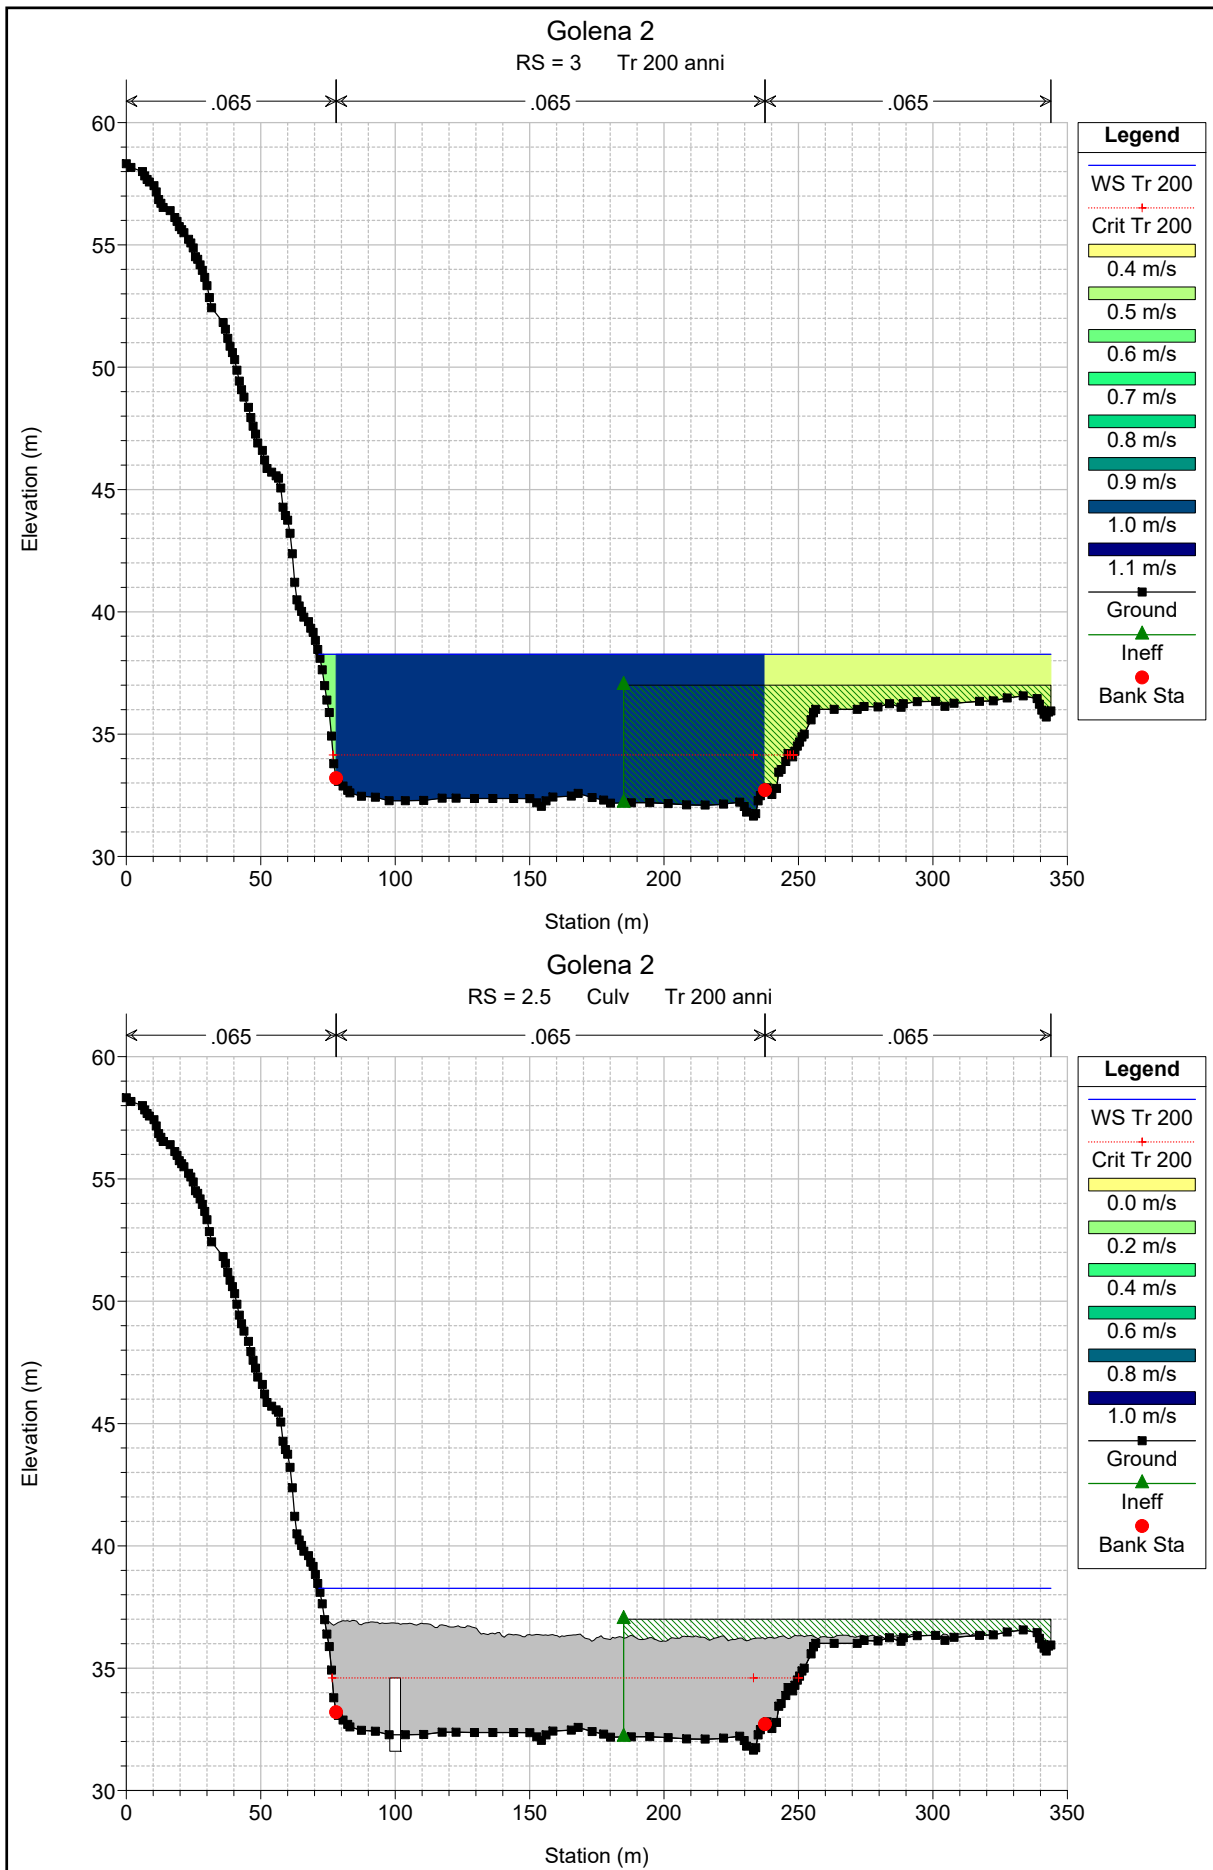 Golena 2
RS = 3 Tr 200 anni
.065 .065 .065
60
55
50
45
40
35
30
0 50 100 150 200 250 300 350
Elevation (m)
Station (m)
Legend
WS Tr 200
Crit Tr 200
0.4 m/s
0.5 m/s
0.6 m/s
0.7 m/s
0.8 m/s
0.9 m/s
1.0 m/s
1.1 m/s
Ground
Ineff
Bank Sta
Golena 2
RS = 2.5 Culv Tr 200 anni
.065 .065 .065
60
55
50
45
40
35
30
0 50 100 150 200 250 300 350
Elevation (m)
Station (m)
Legend
WS Tr 200
Crit Tr 200
0.0 m/s
0.2 m/s
0.4 m/s
0.6 m/s
0.8 m/s
1.0 m/s
Ground
Ineff
Bank Sta